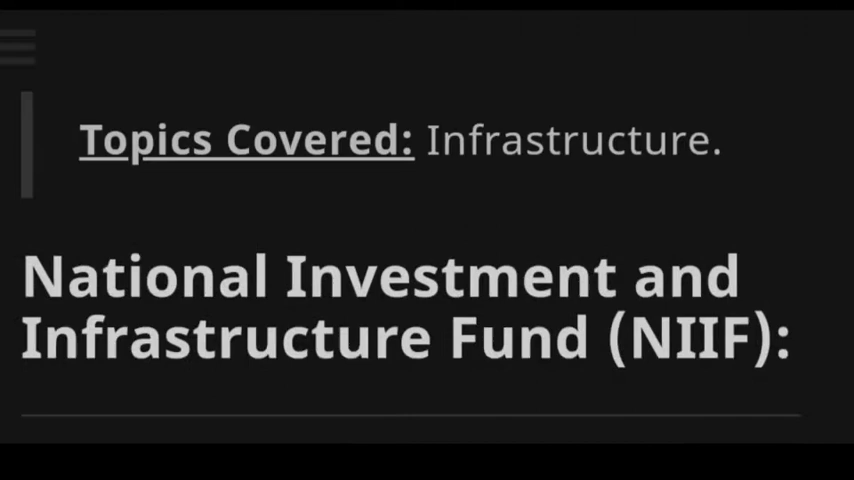 Topics Covered: Infrastructure.
National Investment and
Infrastructure Fund (NIIF):